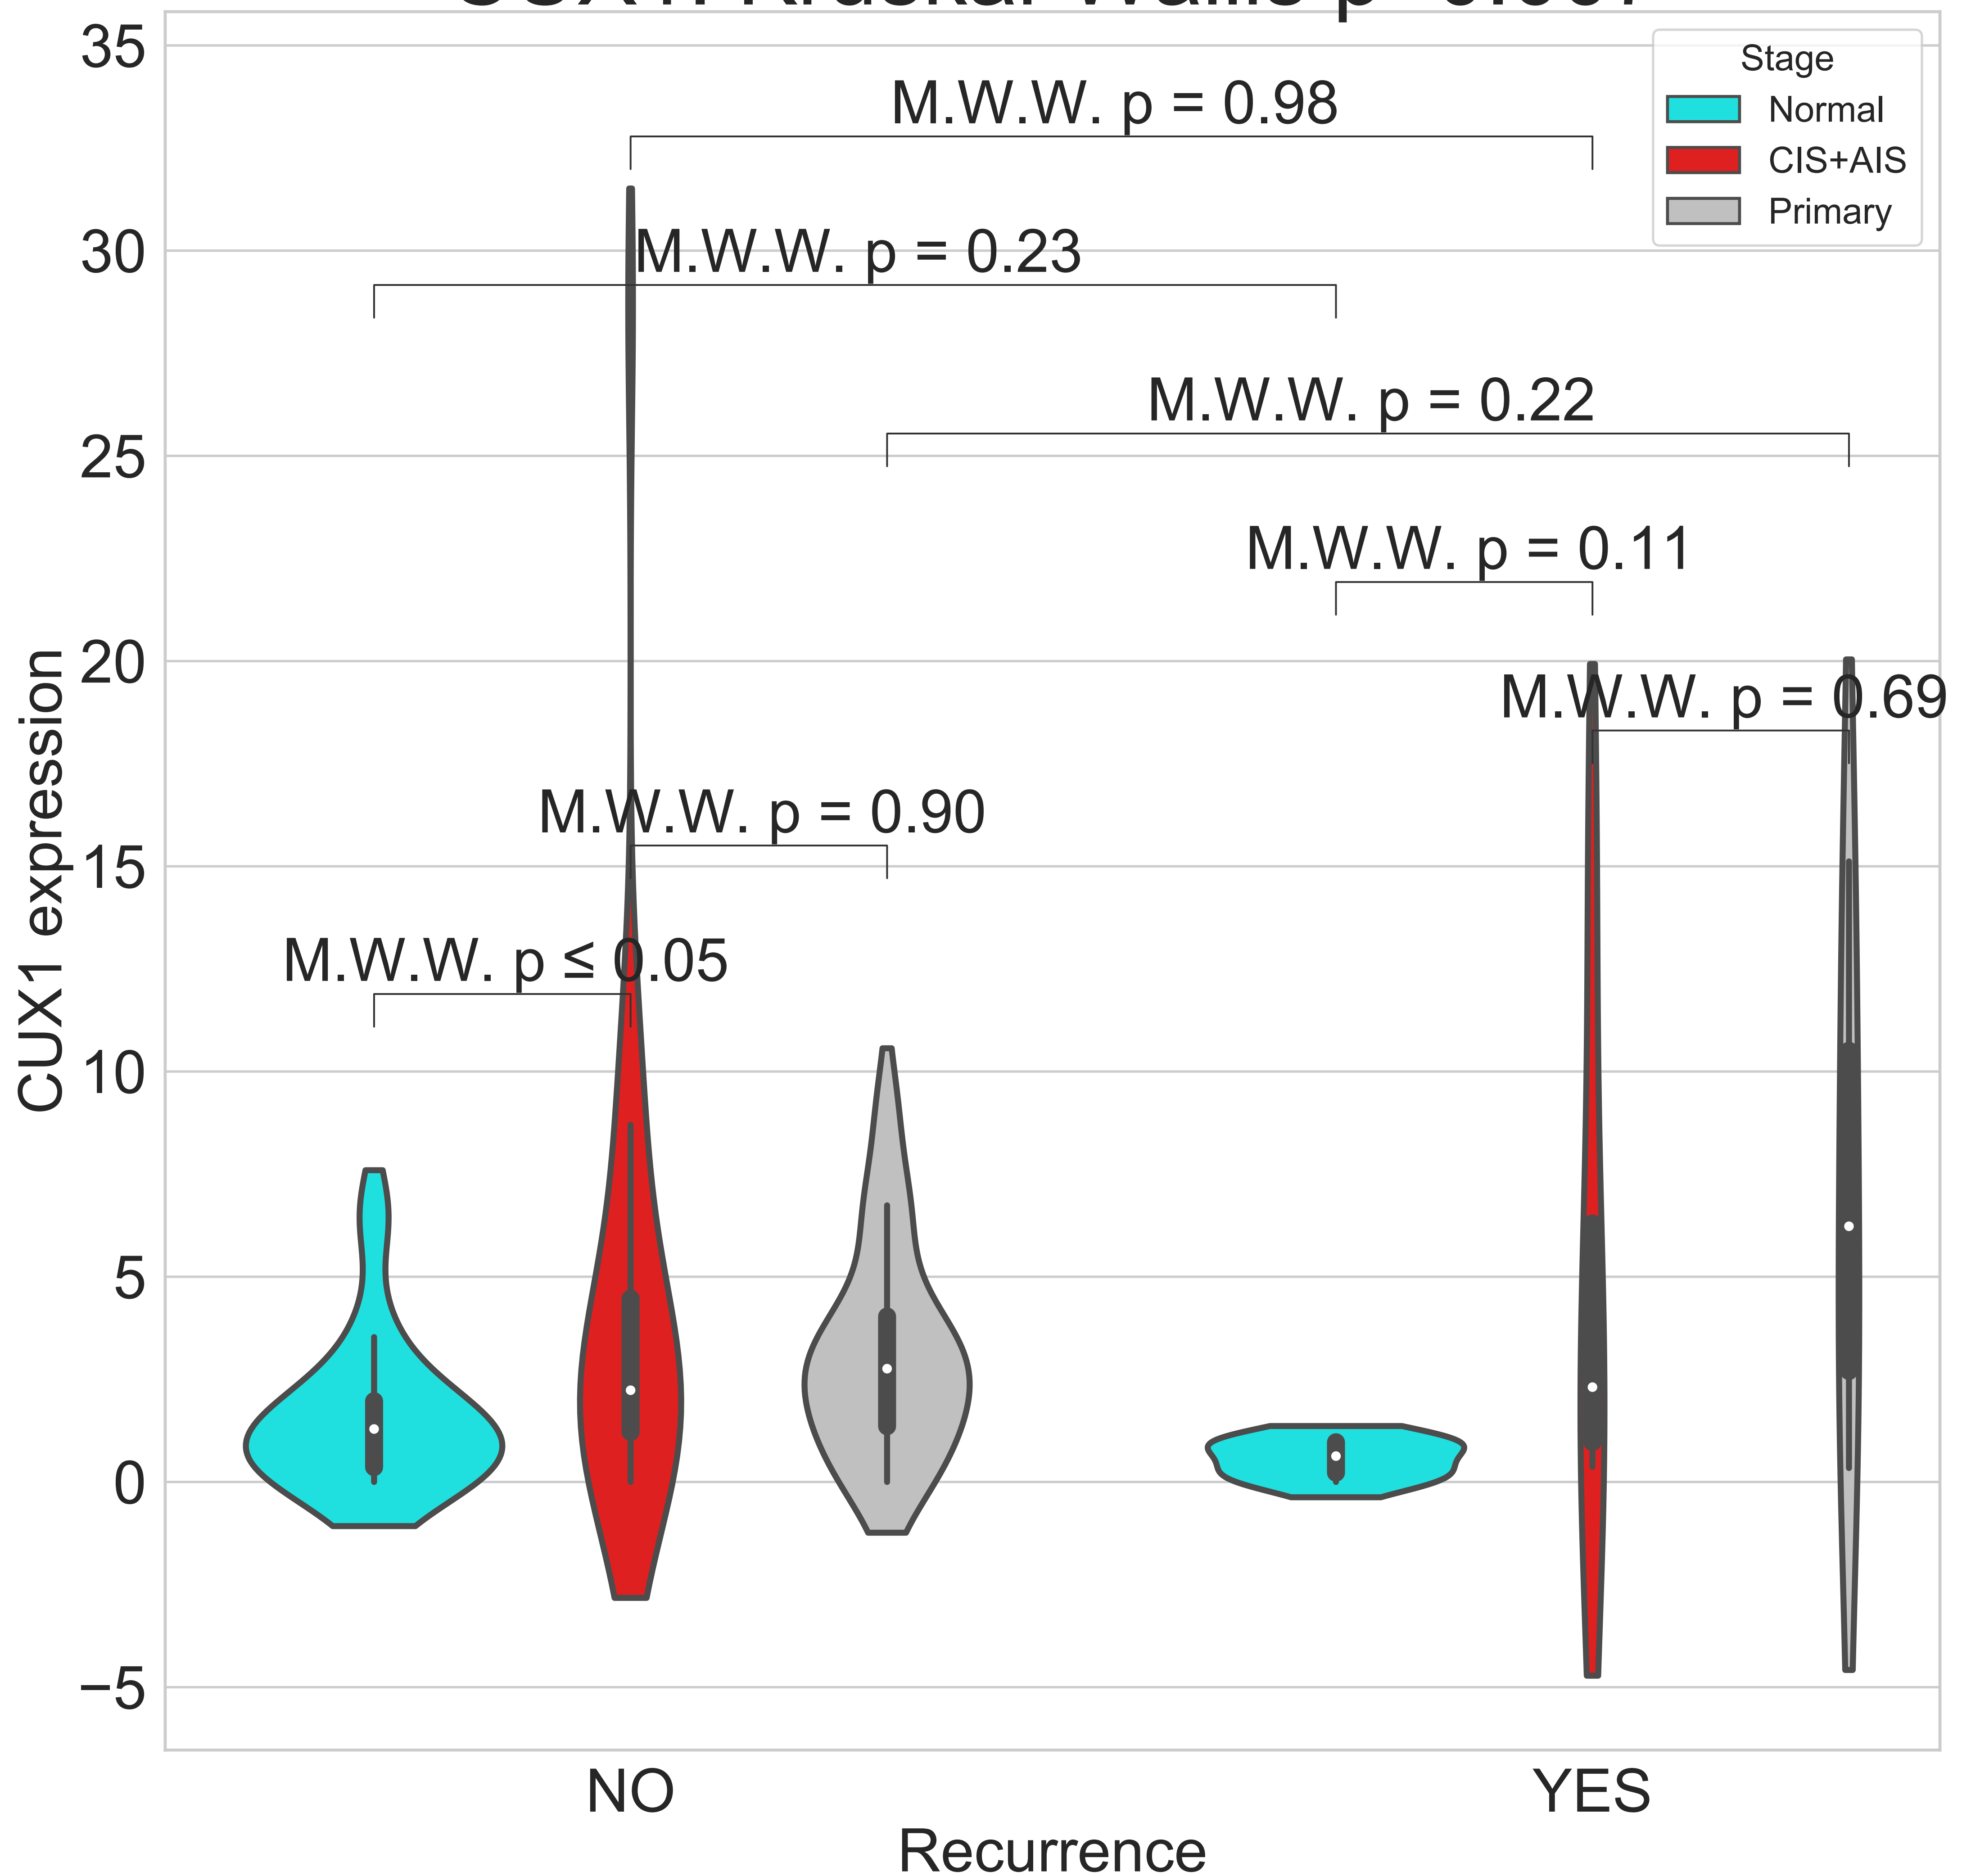 35
30
25
20
15
10
5
0
−5
CUX1 expression
Stage
Normal
CIS+AIS
Primary
M.W.W. p = 0.98
M.W.W. p = 0.23
M.W.W. p = 0.22
M.W.W. p = 0.11
M.W.W. p = 0.69
M.W.W. p = 0.90
M.W.W. p ≤ 0.05
NO
YES
Recurrence